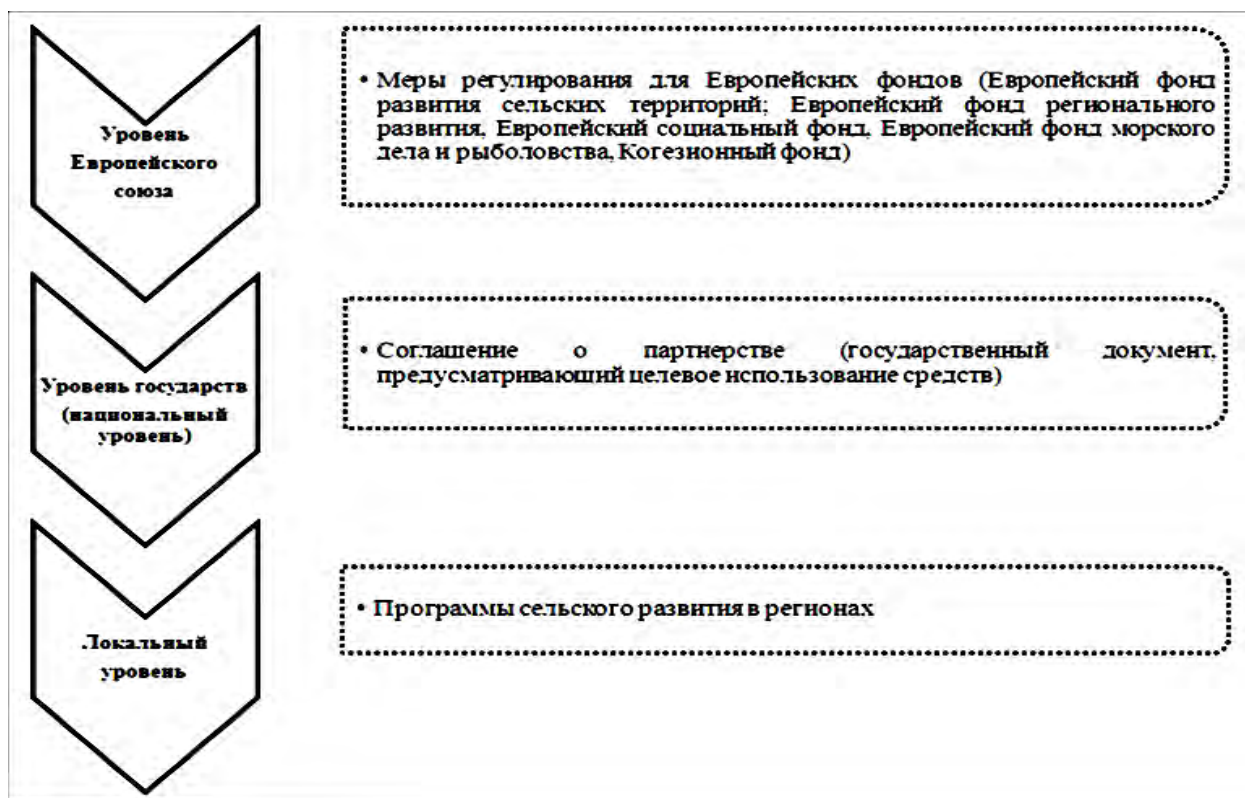 Уровень
Европейского
союза
• Меры регулирования для Европейских фондов (Европейский фонд
развития сельских территорий; Европейский фонд регионального
развития, Европейский социальный фонд, Европейский фонд морского
дела и рыболовства, Когезионный фонд)
Уровень государств
(национальный
уровень)
• Соглашение о партнерстве (государственный документ,
предусматривающий целевое использование средств)
Локальный
уровень
• Программы сельского развития в регионах